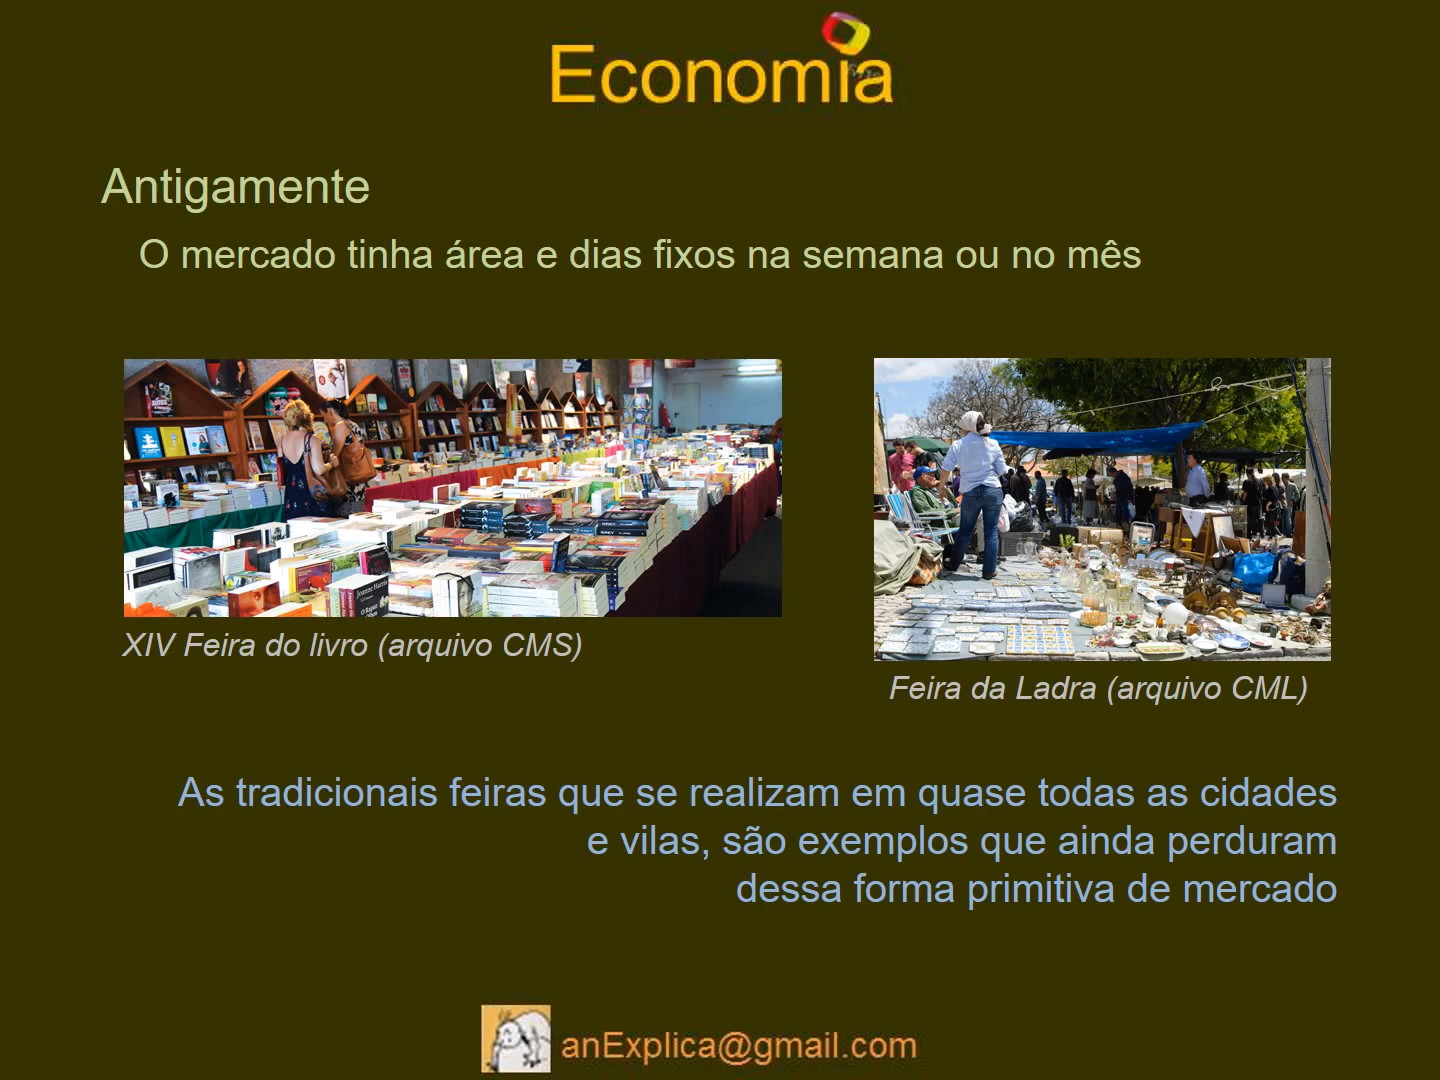 Economia
Antigamente
O mercado tinha área e dias fixos na semana ou no mês
XIV Feira do livro (arquivo CMS)
Feira da Ladra (arquivo CML)
As tradicionais feiras que se realizam em quase todas as cidades
e vilas, são exemplos que ainda perduram
dessa forma primitiva de mercado
anExplica@gmail.com